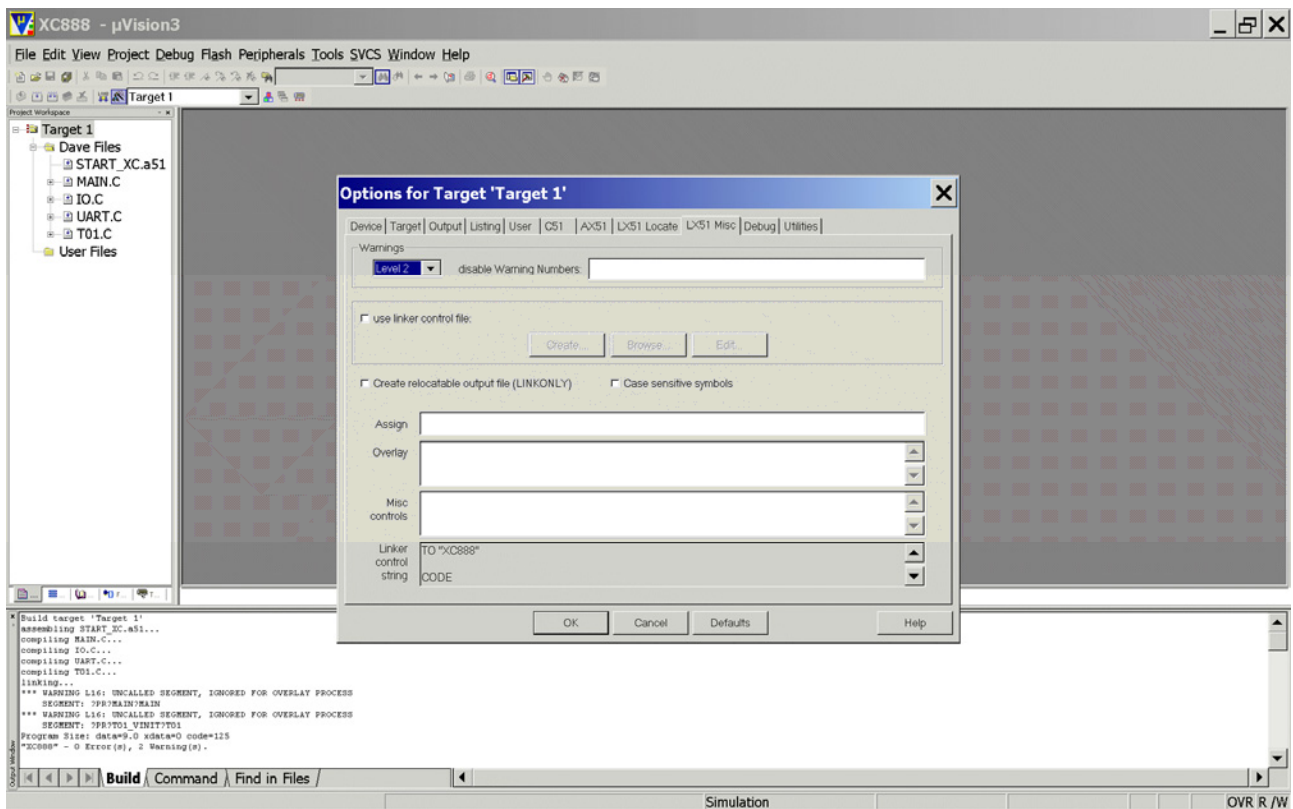 XC888 - µVision3
File Edit View Project Debug Flash Peripherals Tools SVCS Window Help
Target 1
Project Workspace
Target 1
Dave Files
START_XC.a51
MAIN.C
IO.C
UART.C
T01.C
User Files
Options for Target 'Target 1'
Device Target Output Listing User C51 AX51 LX51 Locate LX51 Misc Debug Utilities
Warnings
Level 2 disable Warning Numbers:
use linker control file:
Create... Browse... Edit...
Create relocatable output file (LINKONLY) Case sensitive symbols
Assign
Overlay
Misc
controls
Linker
control
string
TO "XC888"
CODE
OK Cancel Defaults Help
Build target 'Target 1'
assembling START_XC.a51...
compiling MAIN.C...
compiling IO.C...
compiling UART.C...
compiling T01.C...
linking...
*** WARNING L16: UNCALLED SEGMENT, IGNORED FOR OVERLAY PROCESS
SEGMENT: ?PR?MAIN?MAIN
*** WARNING L16: UNCALLED SEGMENT, IGNORED FOR OVERLAY PROCESS
SEGMENT: ?PR?T01_VINIT?T01
Program Size: data=9.0 xdata=0 code=125
"XC888" - 0 Error(s), 2 Warning(s).
Output Window
Build Command Find in Files
Simulation OVR R /W